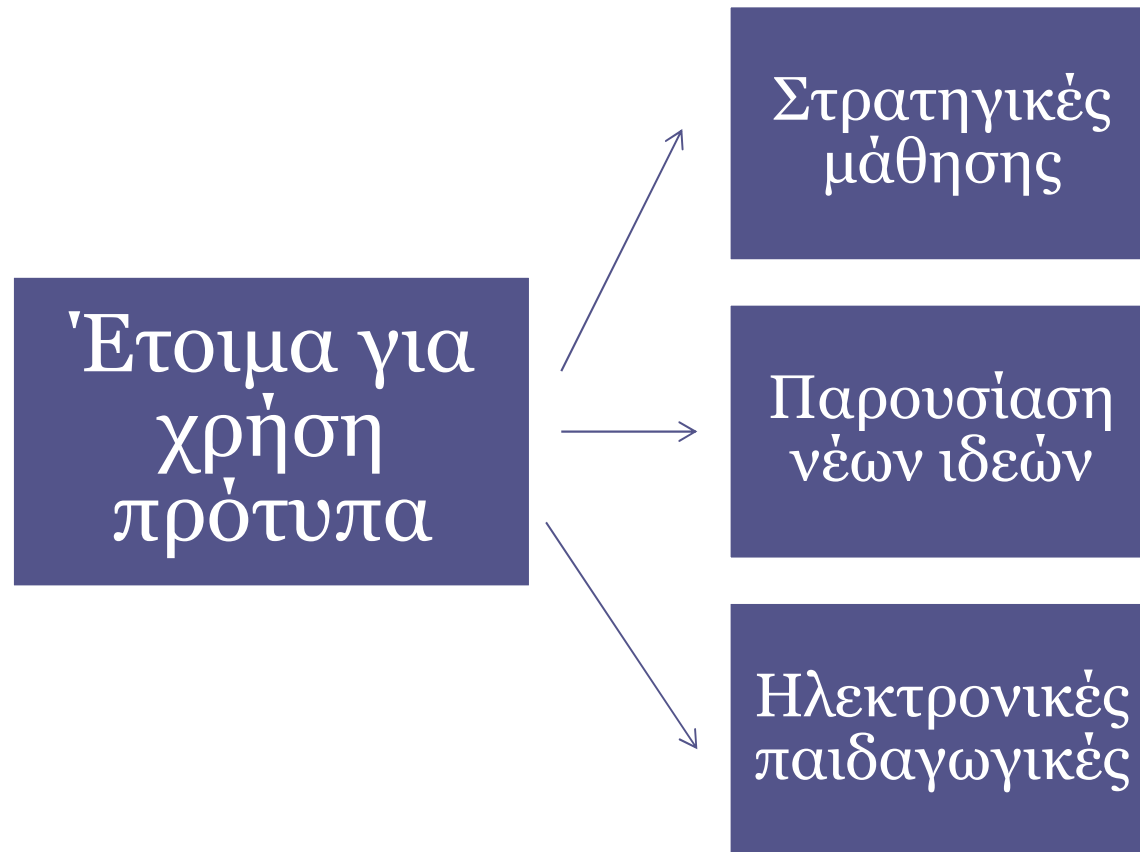 Έτοιμα για
χρήση
πρότυπα
Στρατηγικές
μάθησης
Παρουσίαση
νέων ιδεών
Ηλεκτρονικές
παιδαγωγικές